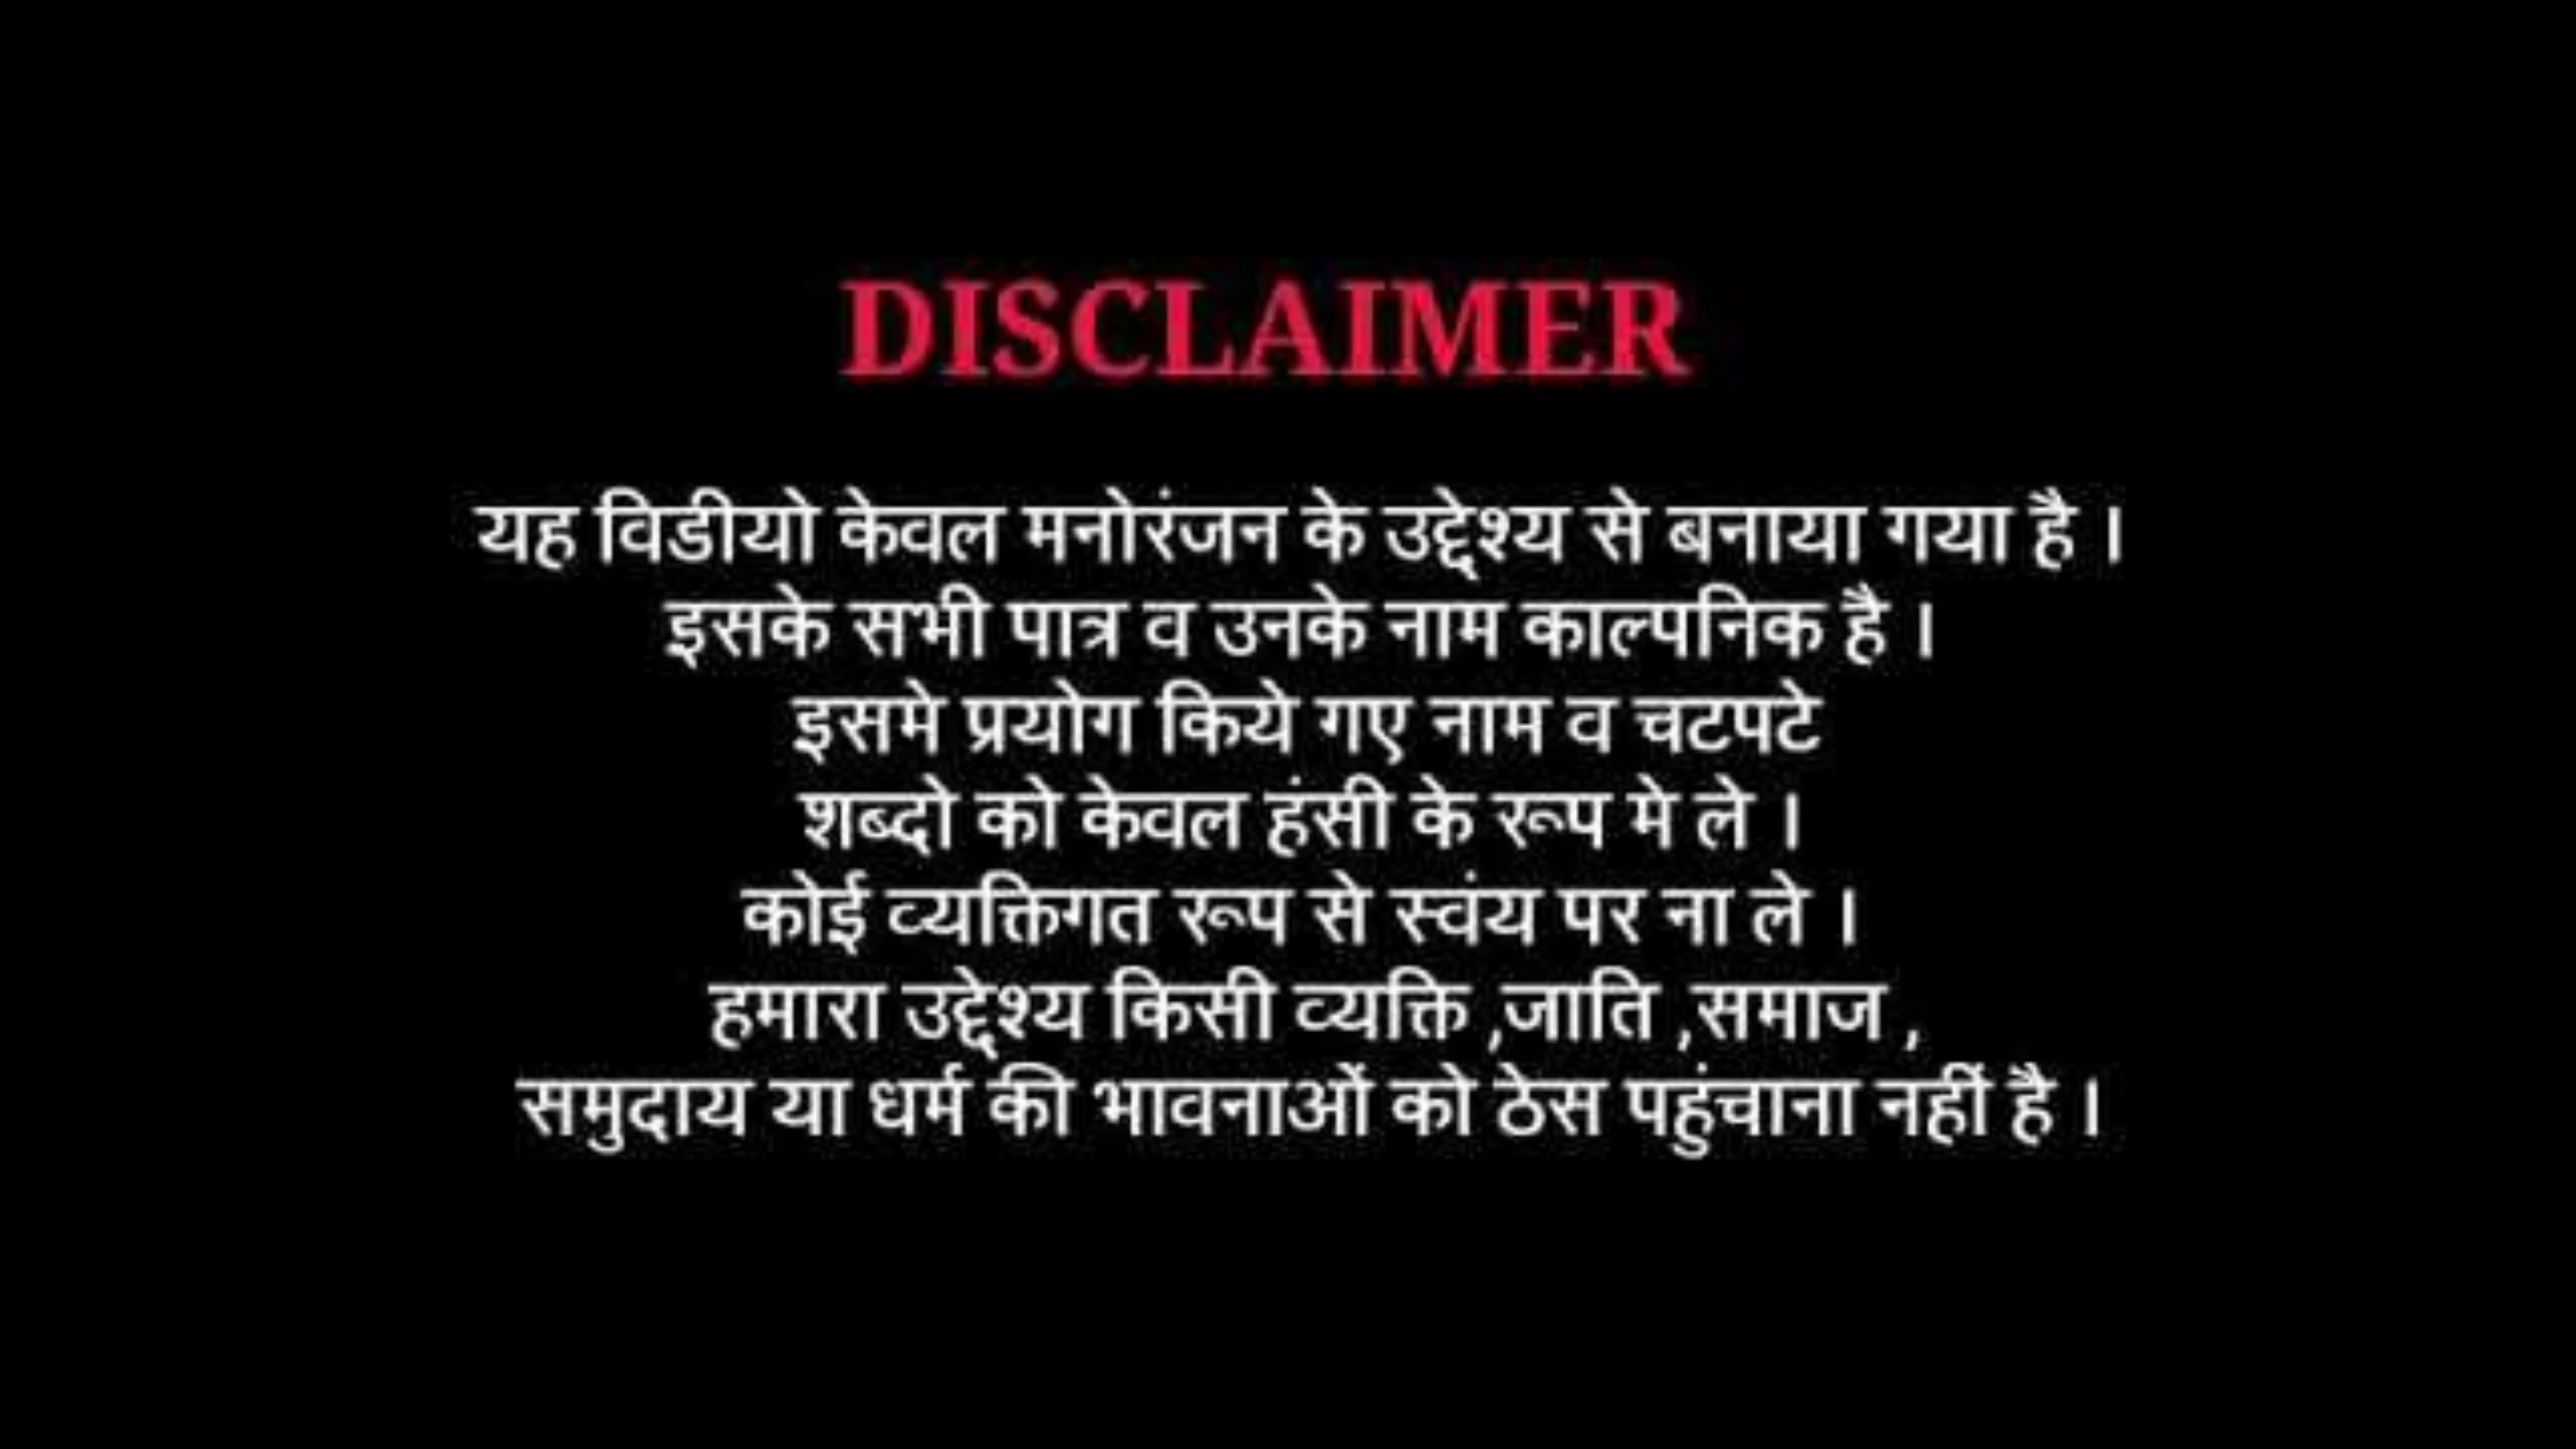 DISCLAIMER
यह विडीयो केवल मनोरंजन के उद्देश्य से बनाया गया है ।
इसके सभी पात्र व उनके नाम काल्पनिक है ।
इसमे प्रयोग किये गए नाम व चटपटे
शब्दो को केवल हंसी के रूप मे ले ।
कोई व्यक्तिगत रूप से स्वंय पर ना ले ।
हमारा उद्देश्य किसी व्यक्ति ,जाति ,समाज ,
समुदाय या धर्म की भावनाओं को ठेस पहुंचाना नहीं है ।